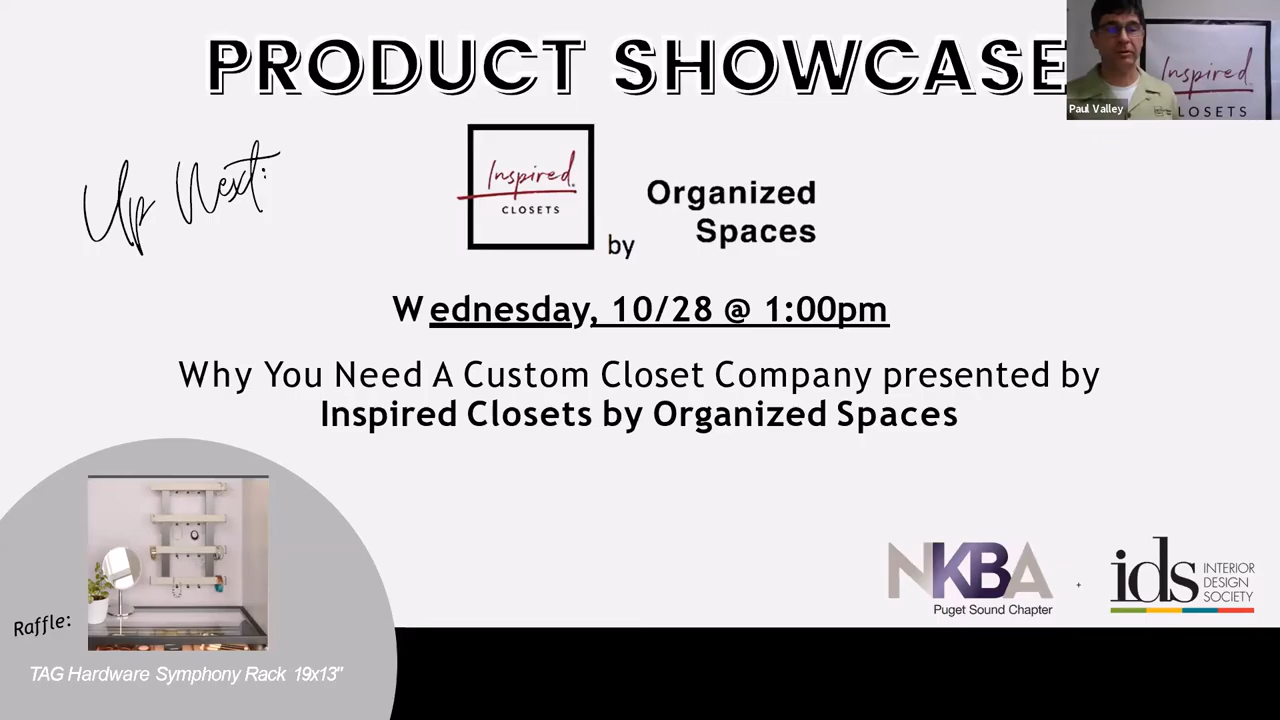 PRODUCT SHOWCASE
Inspired
CLOSETS
Paul Valley
Up Next:
Inspired
CLOSETS
by
Organized
Spaces
Wednesday, 10/28 @ 1:00pm
Why You Need A Custom Closet Company presented by
Inspired Closets by Organized Spaces
NKBA
Puget Sound Chapter
+
ids INTERIOR
DESIGN
SOCIETY
Raffle:
TAG Hardware Symphony Rack 19x13"